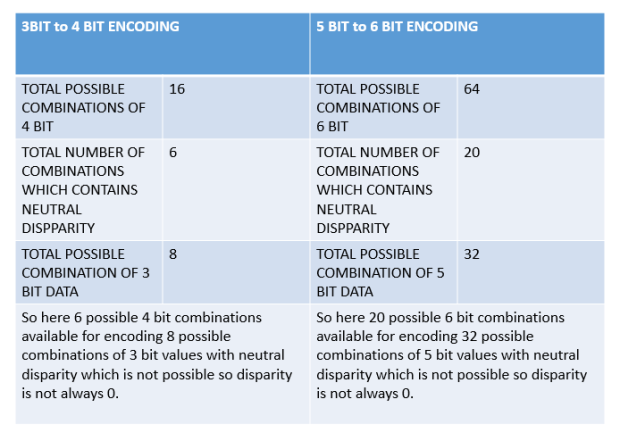 3BIT to 4 BIT ENCODING
5 BIT to 6 BIT ENCODING
TOTAL POSSIBLE
COMBINATIONS OF
4 BIT
16
TOTAL POSSIBLE
COMBINATIONS OF
6 BIT
64
TOTAL NUMBER OF
COMBINATIONS
WHICH CONTAINS
NEUTRAL
DISPPARITY
6
TOTAL NUMBER OF
COMBINATIONS
WHICH CONTAINS
NEUTRAL
DISPPARITY
20
TOTAL POSSIBLE
COMBINATION OF 3
BIT DATA
8
TOTAL POSSIBLE
COMBINATION OF 5
BIT DATA
32
So here 6 possible 4 bit combinations
available for encoding 8 possible
combinations of 3 bit values with neutral
disparity which is not possible so disparity
is not always 0.
So here 20 possible 6 bit combinations
available for encoding 32 possible
combinations of 5 bit values with neutral
disparity which is not possible so disparity
is not always 0.